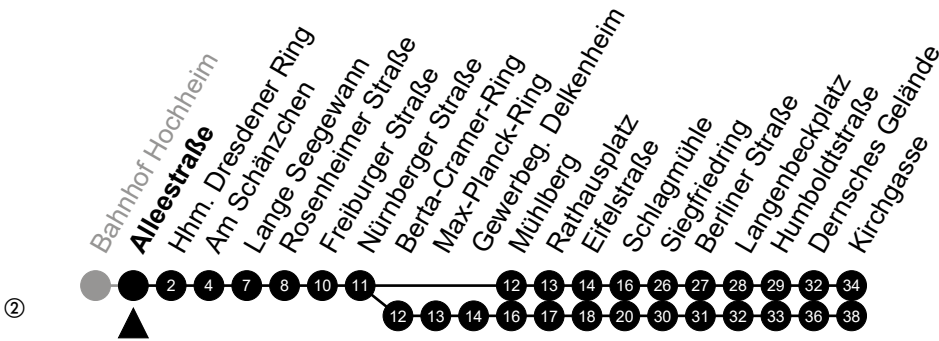 Bahnhof Hochheim
Alleestraße
Hhm. Dresdener Ring
Am Schänzchen
Lange Seegewann
Rosenheimer Straße
Freiburger Straße
Nürnberger Straße
Berta-Cramer-Ring
Max-Planck-Ring
Gewerbeg. Delkenheim
Mühlberg
Rathausplatz
Eifelstraße
Schlagmühle
Siegfriedring
Berliner Straße
Langenbeckplatz
Humboldtstraße
Dernsches Gelände
Kirchgasse
2 4 7 8 10 11 12 13 14 16 26 27 28 29 32 34
② 12 13 14 16 17 18 20 30 31 32 33 36 38